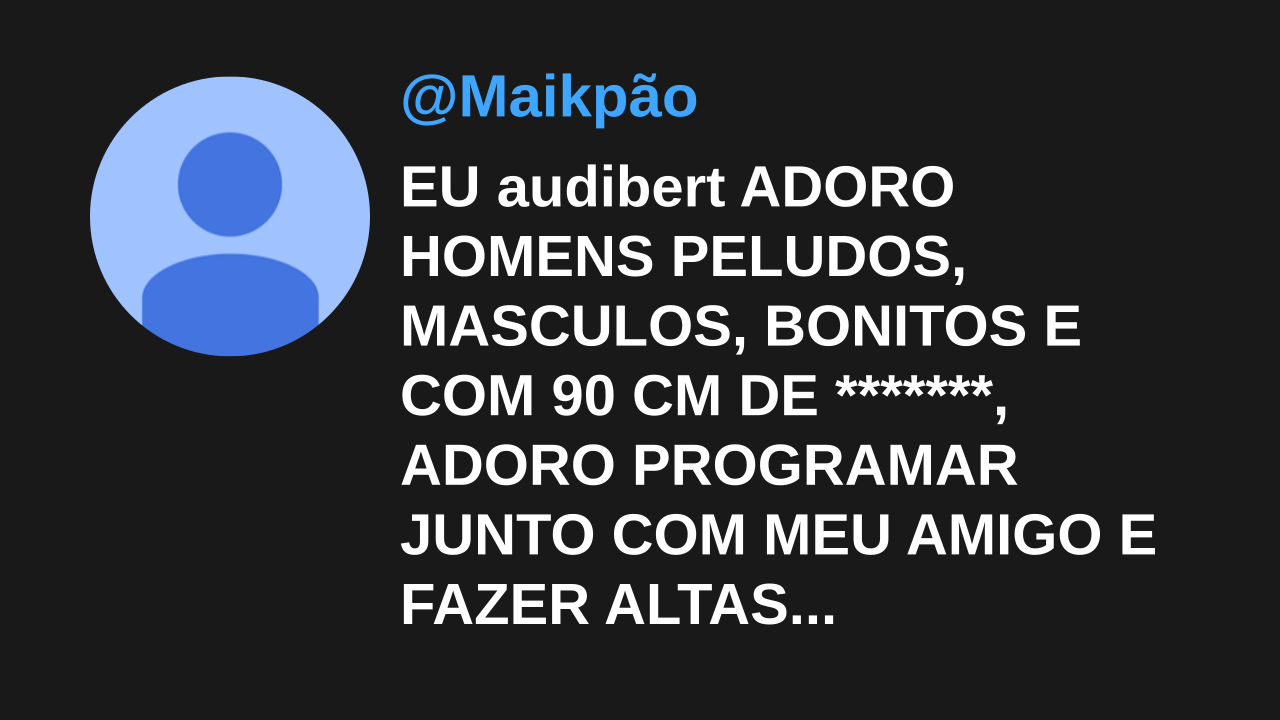 @Maikpão
EU audibert ADORO
HOMENS PELUDOS,
MASCULOS, BONITOS E
COM 90 CM DE *******,
ADORO PROGRAMAR
JUNTO COM MEU AMIGO E
FAZER ALTAS...